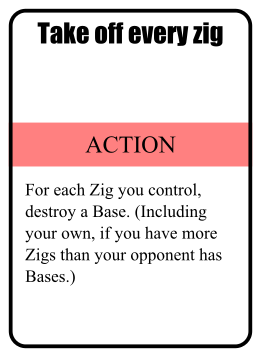 Take off every zig
ACTION
For each Zig you control,
destroy a Base. (Including
your own, if you have more
Zigs than your opponent has
Bases.)